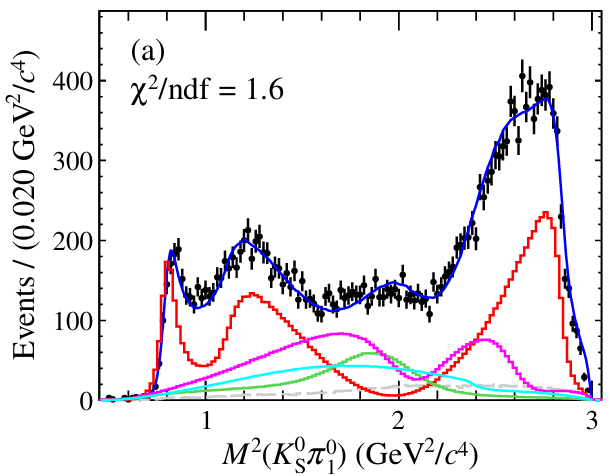 (a)
χ²/ndf = 1.6
Events / (0.020 GeV²/c⁴)
400
300
200
100
0
1
2
3
M²(K⁰_S π⁰₁) (GeV²/c⁴)